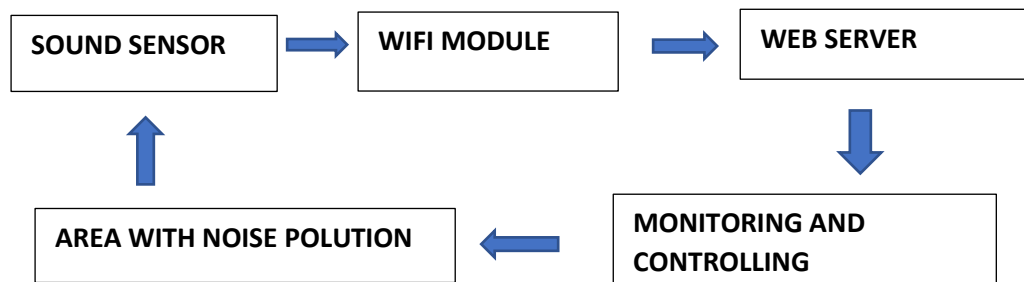 SOUND SENSOR
WIFI MODULE
WEB SERVER
AREA WITH NOISE POLUTION
MONITORING AND
CONTROLLING